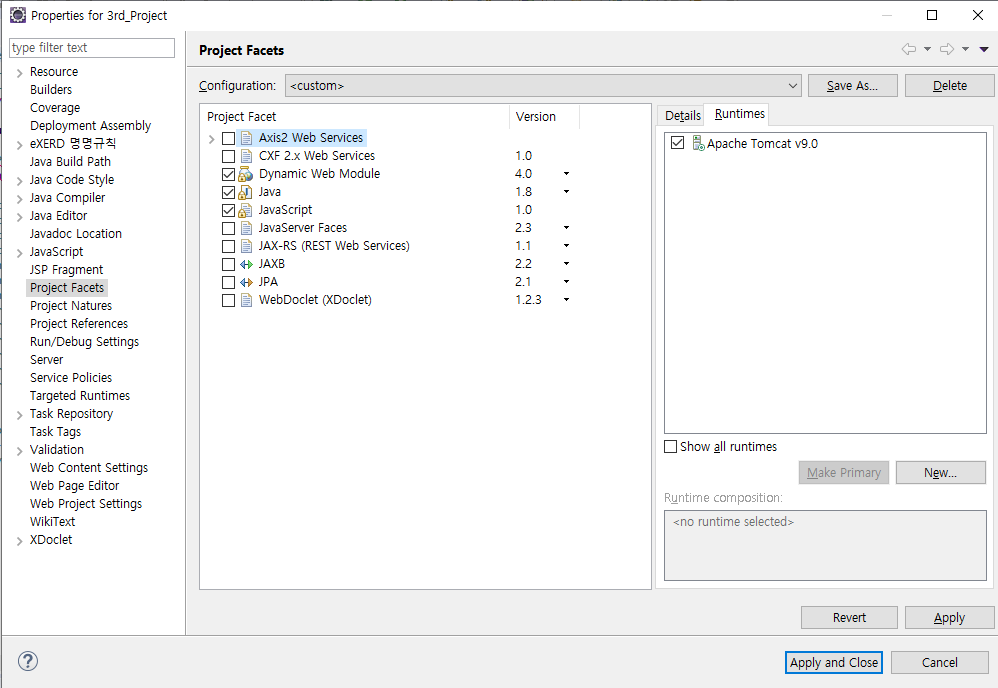 Properties for 3rd_Project
type filter text
Resource
Builders
Coverage
Deployment Assembly
eXERD 명명규칙
Java Build Path
Java Code Style
Java Compiler
Java Editor
Javadoc Location
JavaScript
JSP Fragment
Project Facets
Project Natures
Project References
Run/Debug Settings
Server
Service Policies
Targeted Runtimes
Task Repository
Task Tags
Validation
Web Content Settings
Web Page Editor
Web Project Settings
WikiText
XDoclet
Project Facets
Configuration: <custom> Save As... Delete
Project Facet Version
Axis2 Web Services
CXF 2.x Web Services 1.0
Dynamic Web Module 4.0
Java 1.8
JavaScript 1.0
JavaServer Faces 2.3
JAX-RS (REST Web Services) 1.1
JAXB 2.2
JPA 2.1
WebDoclet (XDoclet) 1.2.3
Details Runtimes
Apache Tomcat v9.0
Show all runtimes
Make Primary New...
Runtime composition:
<no runtime selected>
Revert Apply
? Apply and Close Cancel